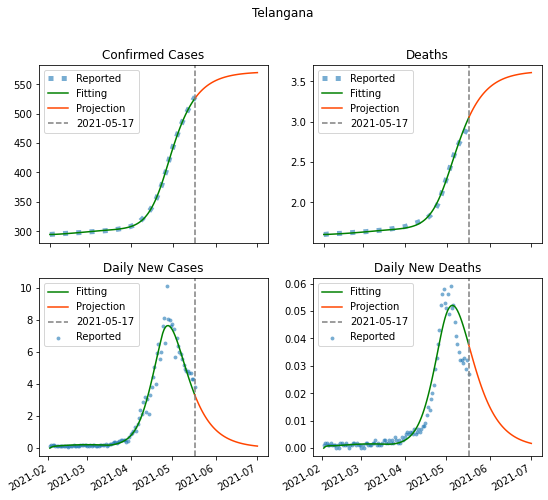 Telangana
Confirmed Cases
Reported
Fitting
Projection
2021-05-17
550
500
450
400
350
300
Deaths
Reported
Fitting
Projection
2021-05-17
3.5
3.0
2.5
2.0
Daily New Cases
Fitting
Projection
2021-05-17
Reported
10
8
6
4
2
0
2021-02
2021-03
2021-04
2021-05
2021-06
2021-07
Daily New Deaths
Fitting
Projection
2021-05-17
Reported
0.06
0.05
0.04
0.03
0.02
0.01
0.00
2021-02
2021-03
2021-04
2021-05
2021-06
2021-07